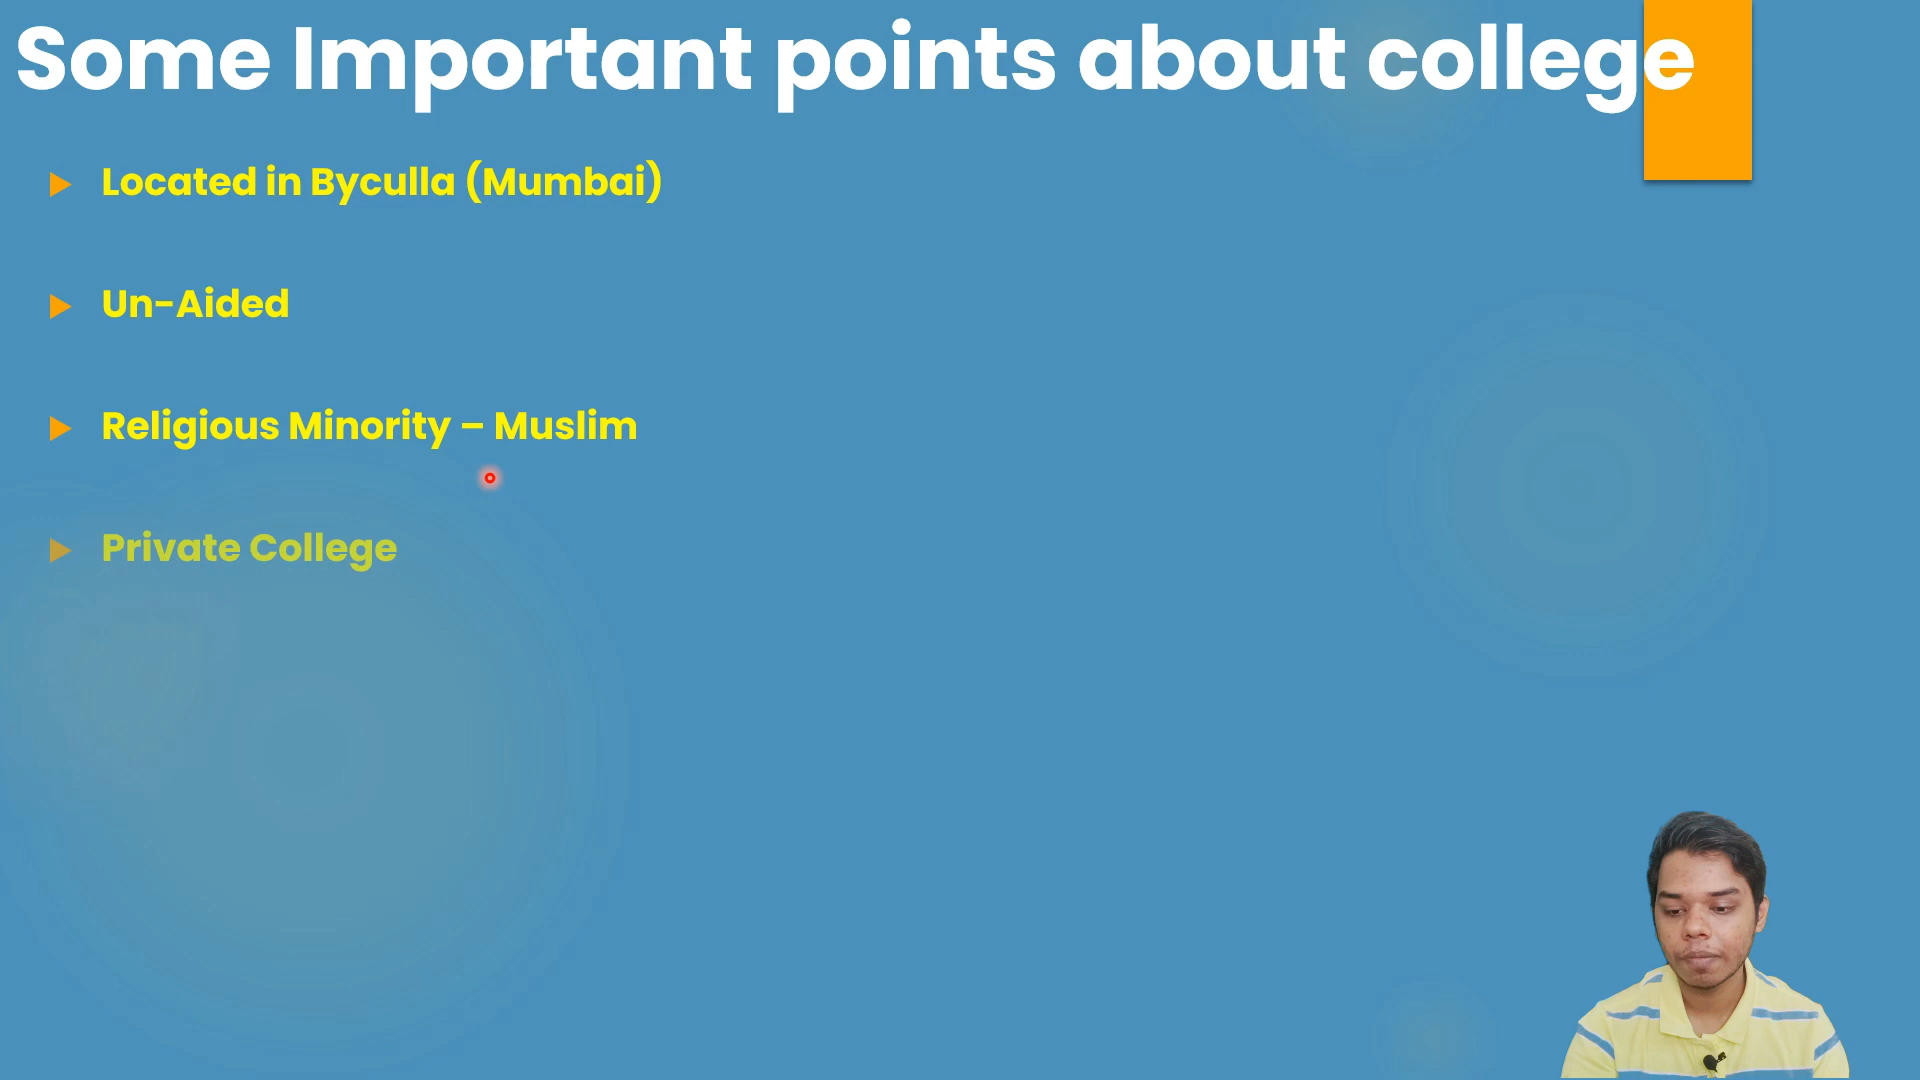 Some Important points about college
Located in Byculla (Mumbai)
Un-Aided
Religious Minority – Muslim
Private College